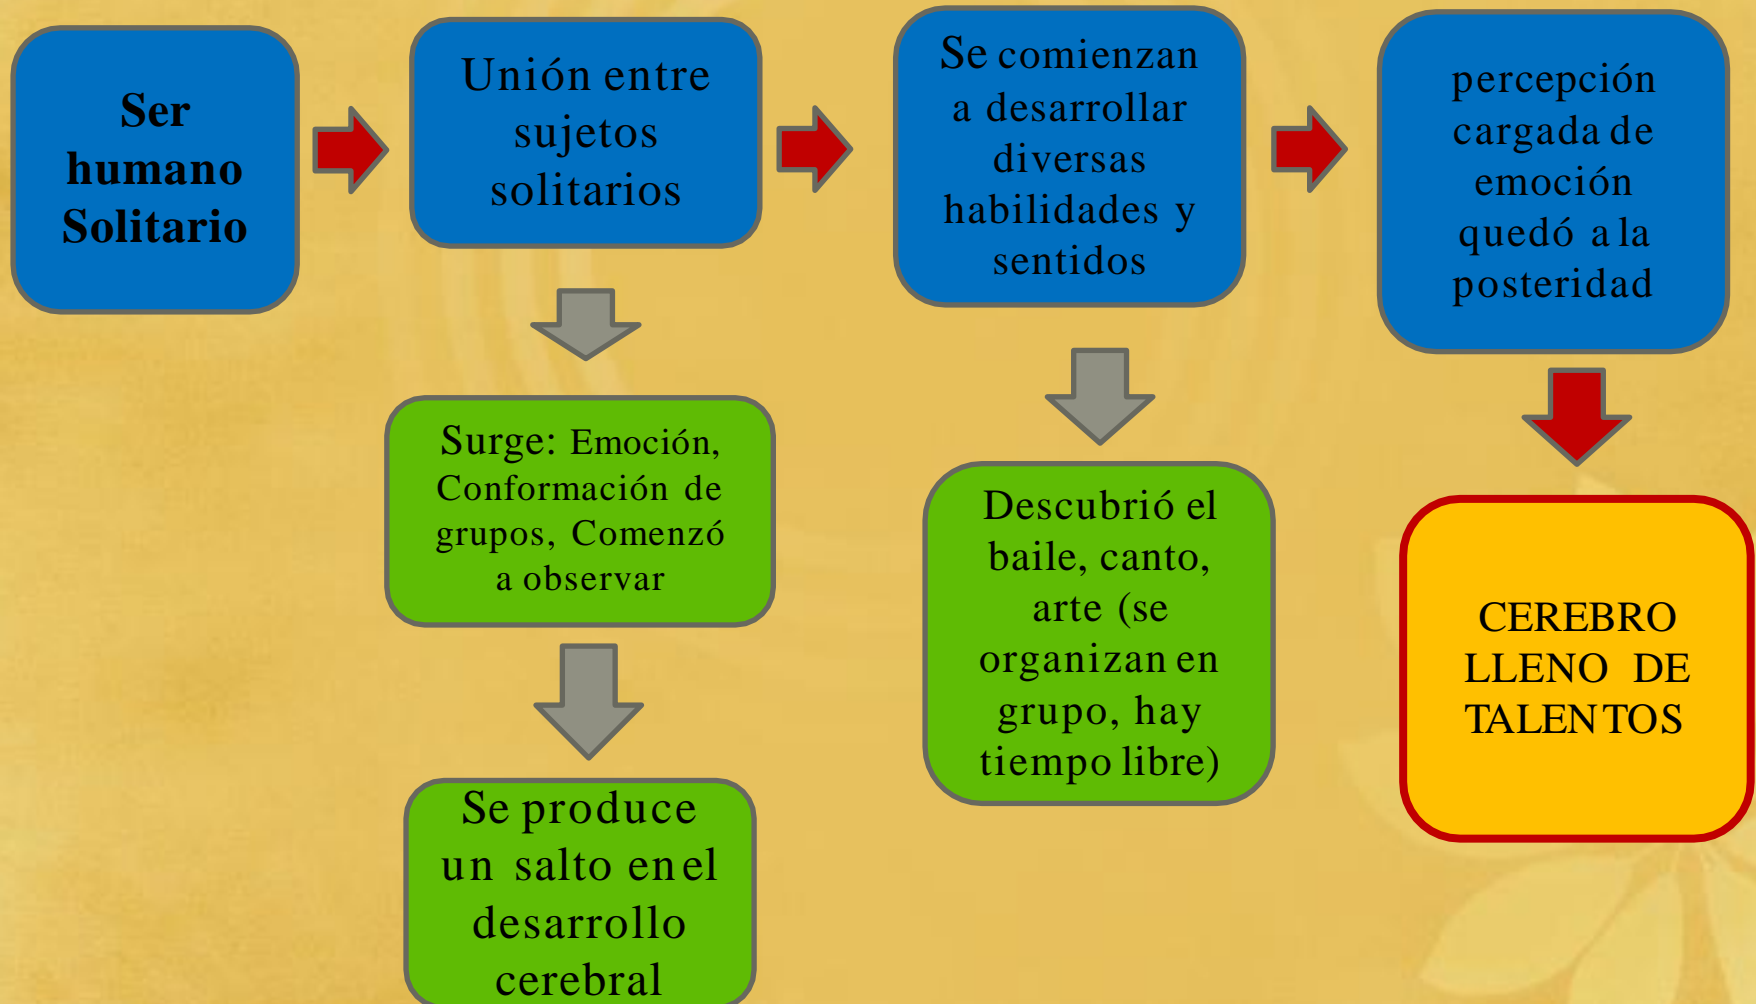 Ser
humano
Solitario
Unión entre
sujetos
solitarios
Se comienzan
a desarrollar
diversas
habilidades y
sentidos
percepción
cargada de
emoción
quedó a la
posteridad
Surge: Emoción,
Conformación de
grupos, Comenzó
a observar
Descubrió el
baile, canto,
arte (se
organizan en
grupo, hay
tiempo libre)
CEREBRO
LLENO DE
TALENTOS
Se produce
un salto en el
desarrollo
cerebral